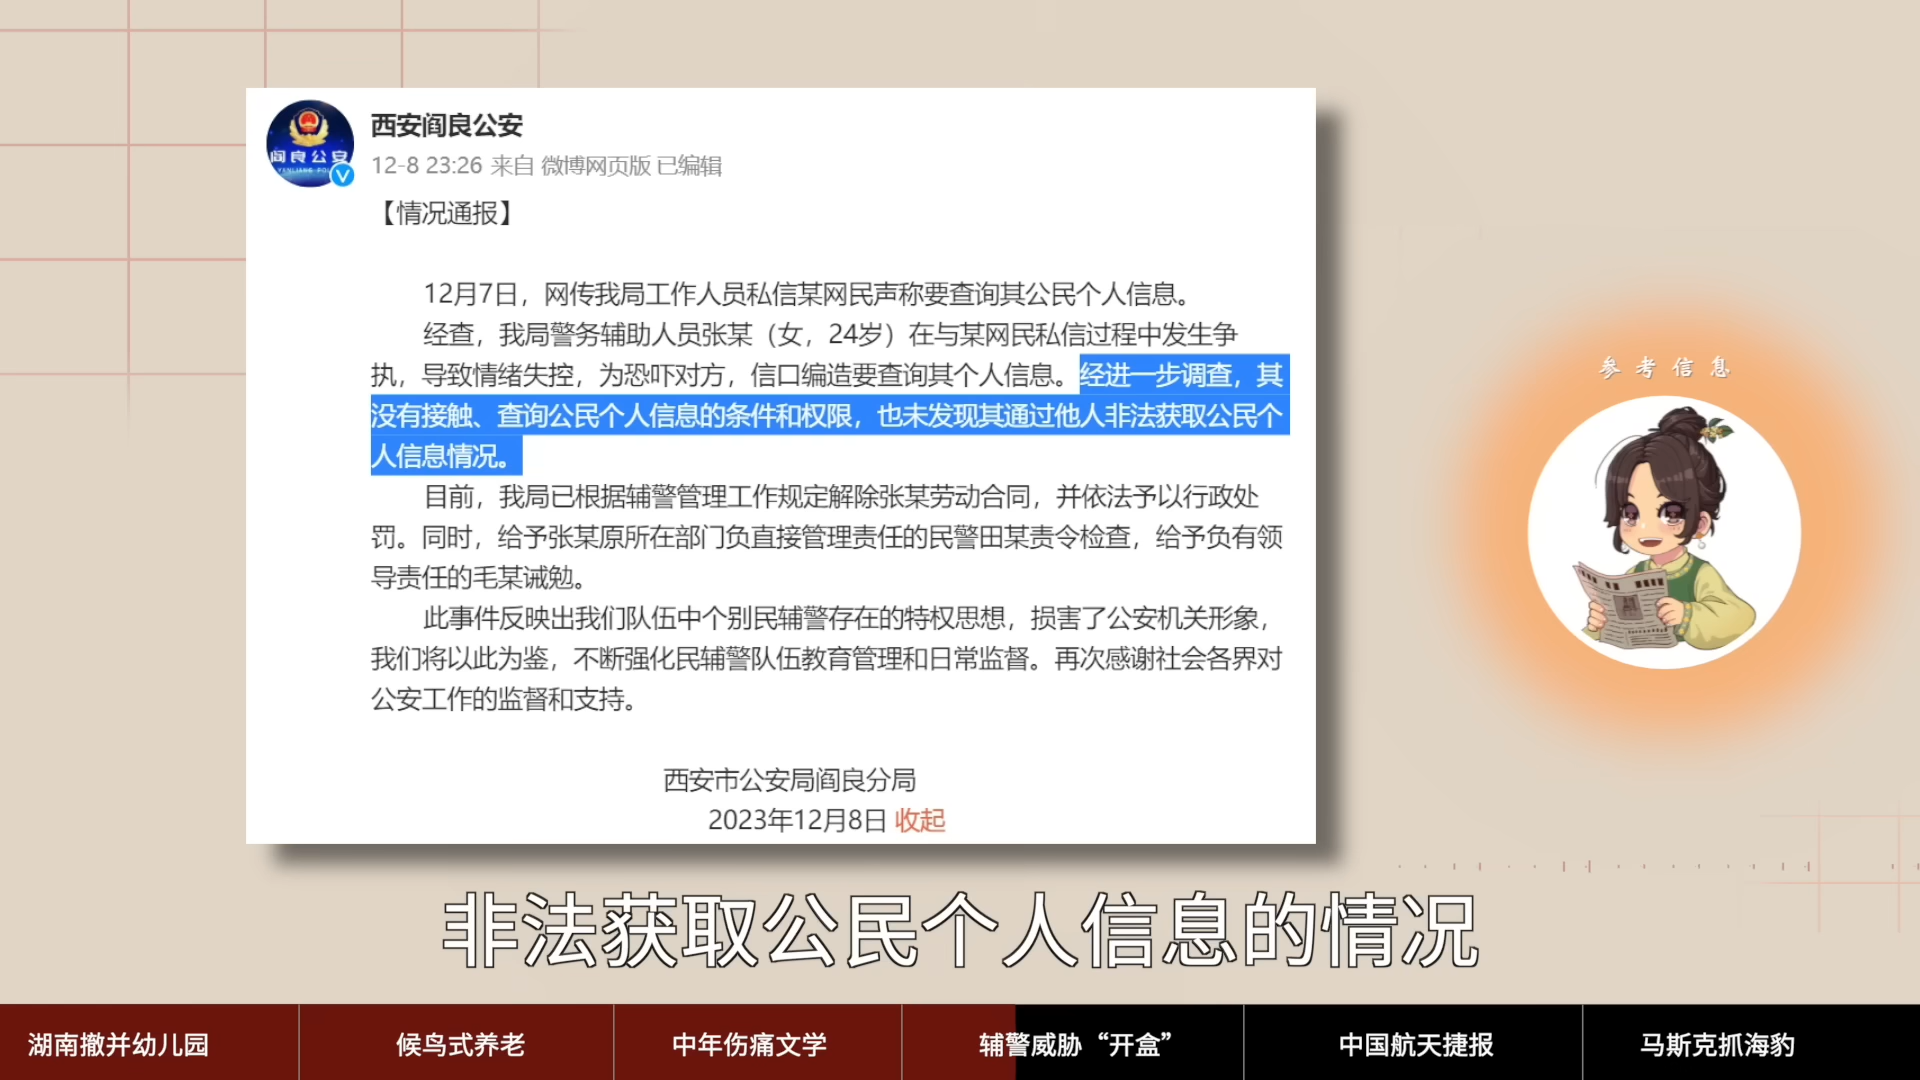 西安阎良公安
阎良公安
12-8 23:26 来自 微博网页版 已编辑
【情况通报】
12月7日，网传我局工作人员私信某网民声称要查询其公民个人信息。
经查，我局警务辅助人员张某（女，24岁）在与某网民私信过程中发生争
执，导致情绪失控，为恐吓对方，信口编造要查询其个人信息。经进一步调查，其
没有接触、查询公民个人信息的条件和权限，也未发现其通过他人非法获取公民个
人信息情况。
目前，我局已根据辅警管理工作规定解除张某劳动合同，并依法予以行政处
罚。同时，给予张某原所在部门负直接管理责任的民警田某责令检查，给予负有领
导责任的毛某诫勉。
此事件反映出我们队伍中个别民辅警存在的特权思想，损害了公安机关形象，
我们将以此为鉴，不断强化民辅警队伍教育管理和日常监督。再次感谢社会各界对
公安工作的监督和支持。
西安市公安局阎良分局
2023年12月8日 收起
参考信息
非法获取公民个人信息的情况
湖南撤并幼儿园
候鸟式养老
中年伤痛文学
辅警威胁“开盒”
中国航天捷报
马斯克抓海豹